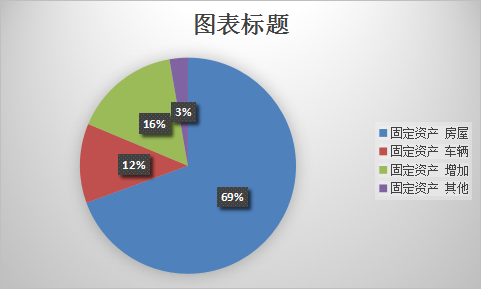 图表标题
3%
16%
12%
69%
固定资产 房屋
固定资产 车辆
固定资产 增加
固定资产 其他